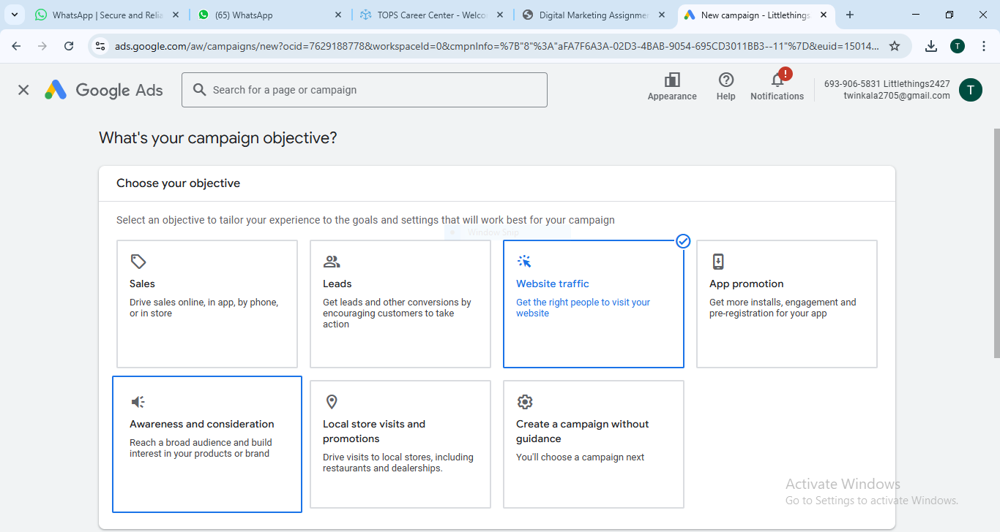 WhatsApp | Secure and Relia
(65) WhatsApp
TOPS Career Center - Welco
Digital Marketing Assignme
New campaign - Littlethings
ads.google.com/aw/campaigns/new?ocid=7629188778&workspaceId=0&cmpnInfo=%7B"8"%3A"aFA7F6A3A-02D3-4BAB-9054-695CD3011BB3--11"%7D&euid=15014...
T
Google Ads
Search for a page or campaign
Appearance
Help
!
Notifications
693-906-5831 Littlethings2427
twinkala2705@gmail.com
T
What's your campaign objective?
Choose your objective
Select an objective to tailor your experience to the goals and settings that will work best for your campaign
Window Snip
Sales
Drive sales online, in app, by phone,
or in store
Leads
Get leads and other conversions by
encouraging customers to take
action
Website traffic
Get the right people to visit your
website
App promotion
Get more installs, engagement and
pre-registration for your app
Awareness and consideration
Reach a broad audience and build
interest in your products or brand
Local store visits and
promotions
Drive visits to local stores, including
restaurants and dealerships.
Create a campaign without
guidance
You'll choose a campaign next
Activate Windows
Go to Settings to activate Windows.